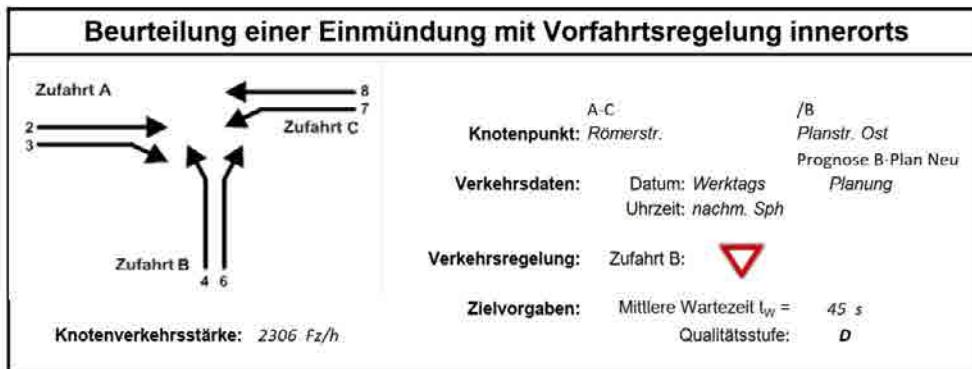 Beurteilung einer Einmündung mit Vorfahrtsregelung innerorts
Zufahrt A
8
7
Zufahrt C
2
3
Zufahrt B
4 6
Knotenverkehrsstärke: 2306 Fz/h
A-C /B
Knotenpunkt: Römerstr. Planstr. Ost
Prognose B-Plan Neu
Verkehrsdaten: Datum: Werktags Planung
Uhrzeit: nachm. Sph
Verkehrsregelung: Zufahrt B:
Zielvorgaben: Mittlere Wartezeit tW = 45 s
Qualitätsstufe: D